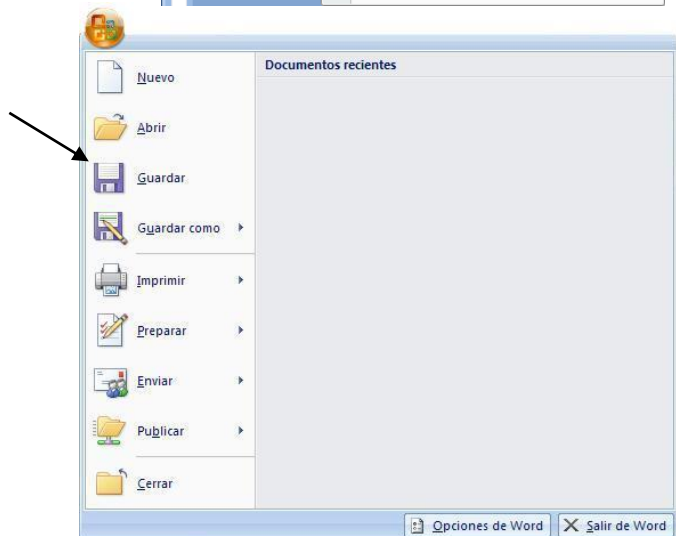 Documentos recientes
Nuevo
Abrir
Guardar
Guardar como
Imprimir
Preparar
Enviar
Publicar
Cerrar
Opciones de Word
Salir de Word